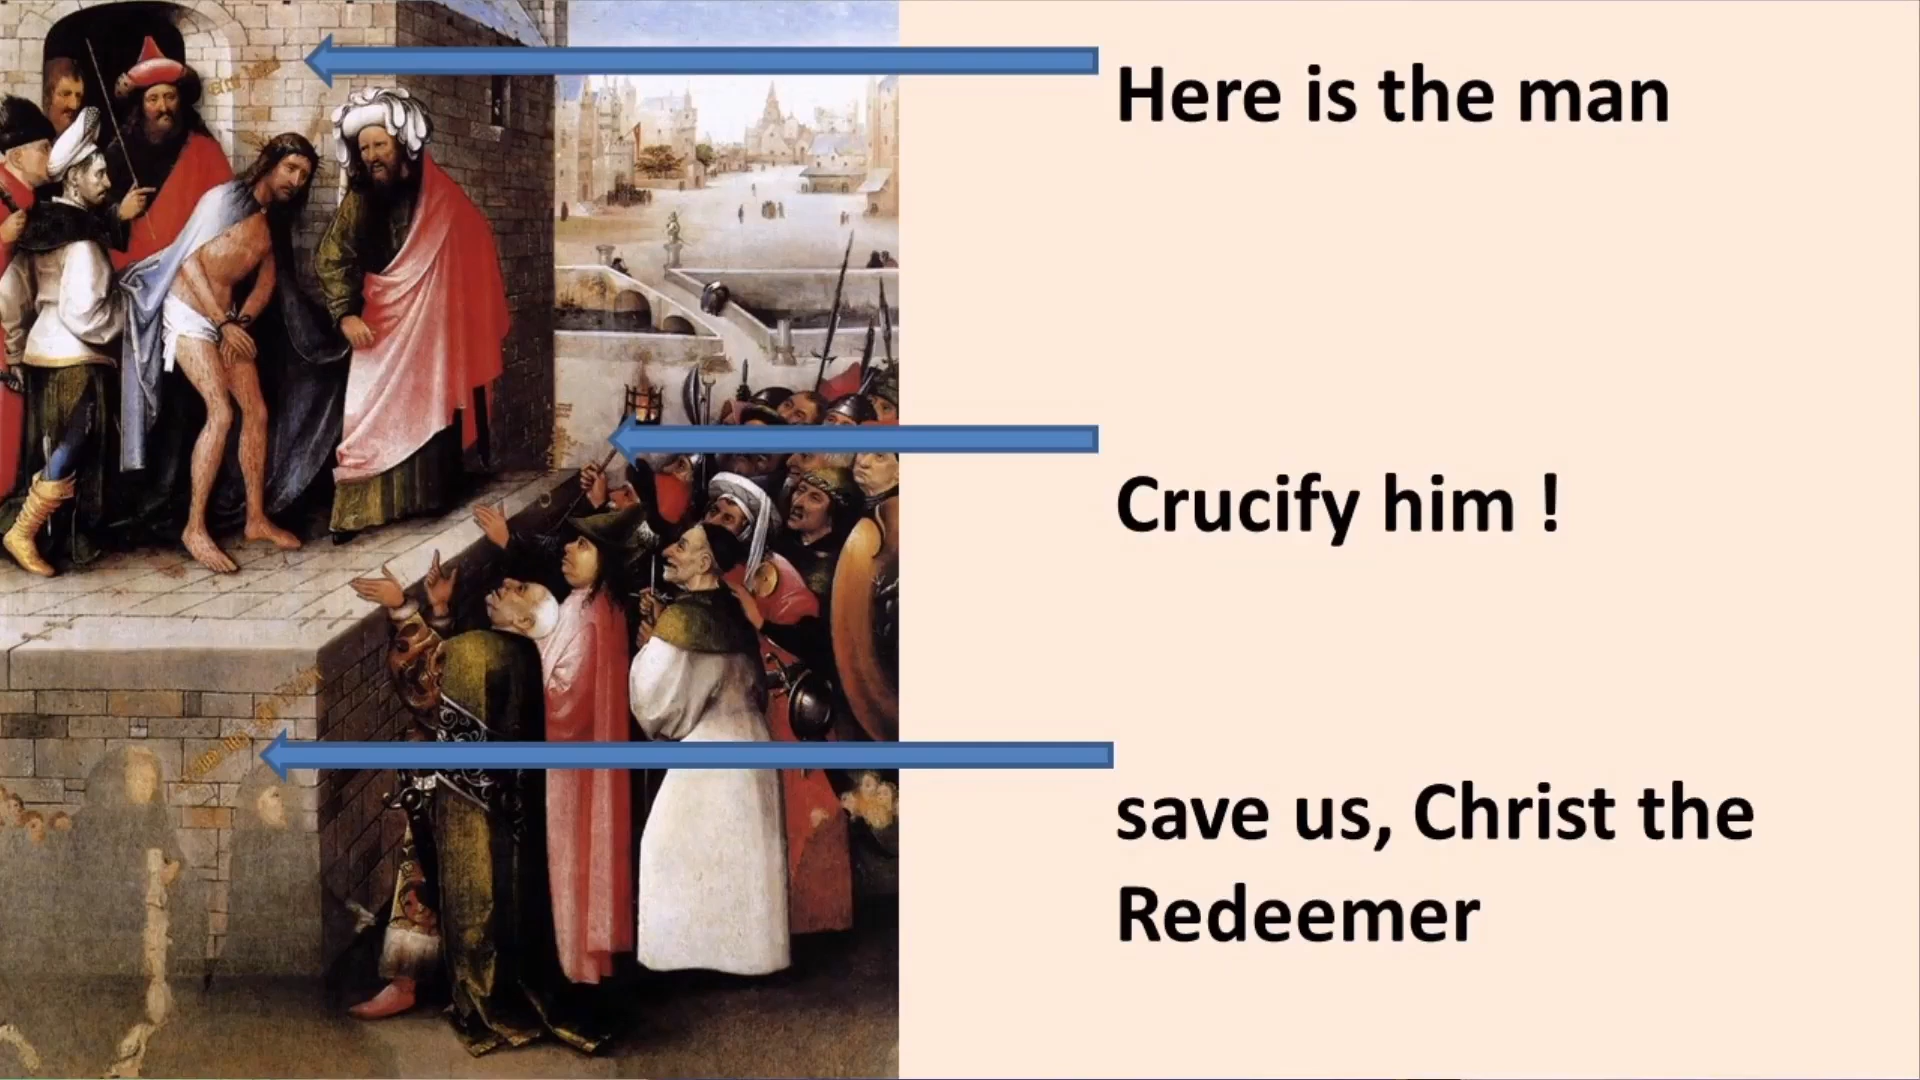 Here is the man
Crucify him !
save us, Christ the
Redeemer